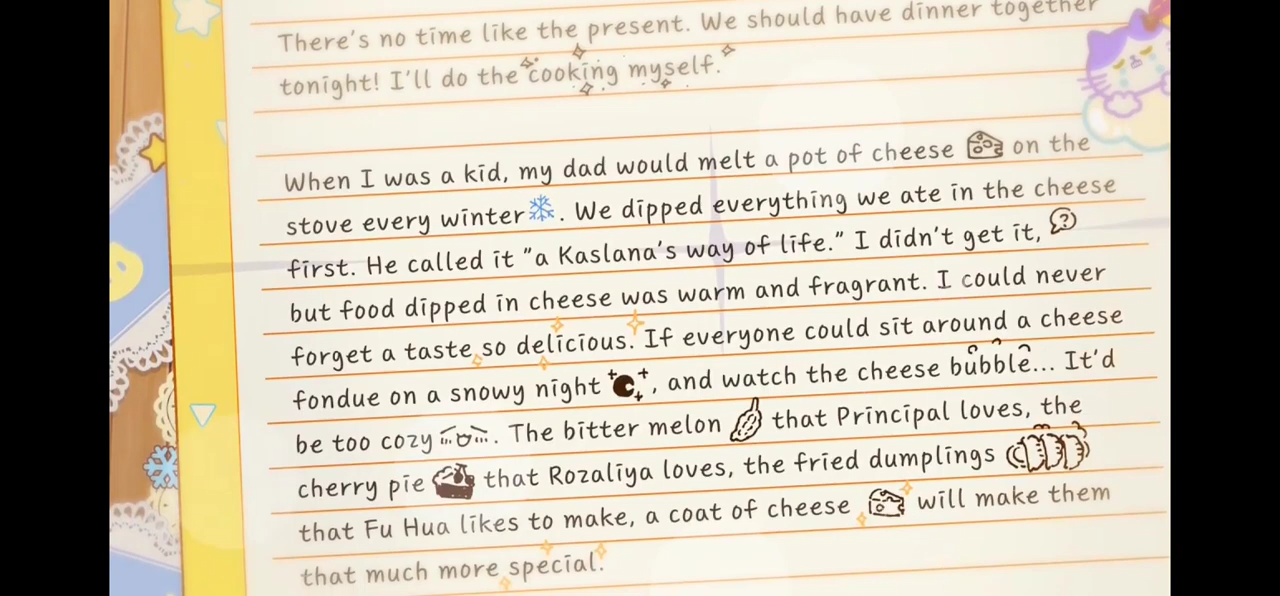 There's no time like the present. We should have dinner together
tonight! I'll do the cooking myself.
When I was a kid, my dad would melt a pot of cheese on the
stove every winter. We dipped everything we ate in the cheese
first. He called it "a Kaslana's way of life." I didn't get it, ?
but food dipped in cheese was warm and fragrant. I could never
forget a taste so delicious. If everyone could sit around a cheese
fondue on a snowy night, and watch the cheese bubble... It'd
be too cozy. The bitter melon that Principal loves, the
cherry pie that Rozaliya loves, the fried dumplings
that Fu Hua likes to make, a coat of cheese will make them
that much more special.